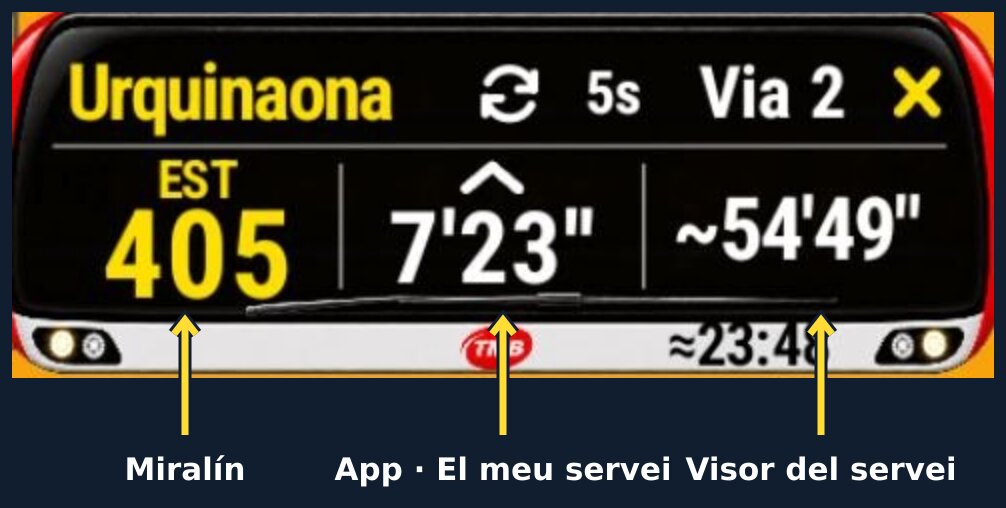 Urquinaona 5s Via 2
EST
405 7'23" ~54'49"
TMB ≈23:48
Miralín App · El meu servei Visor del servei